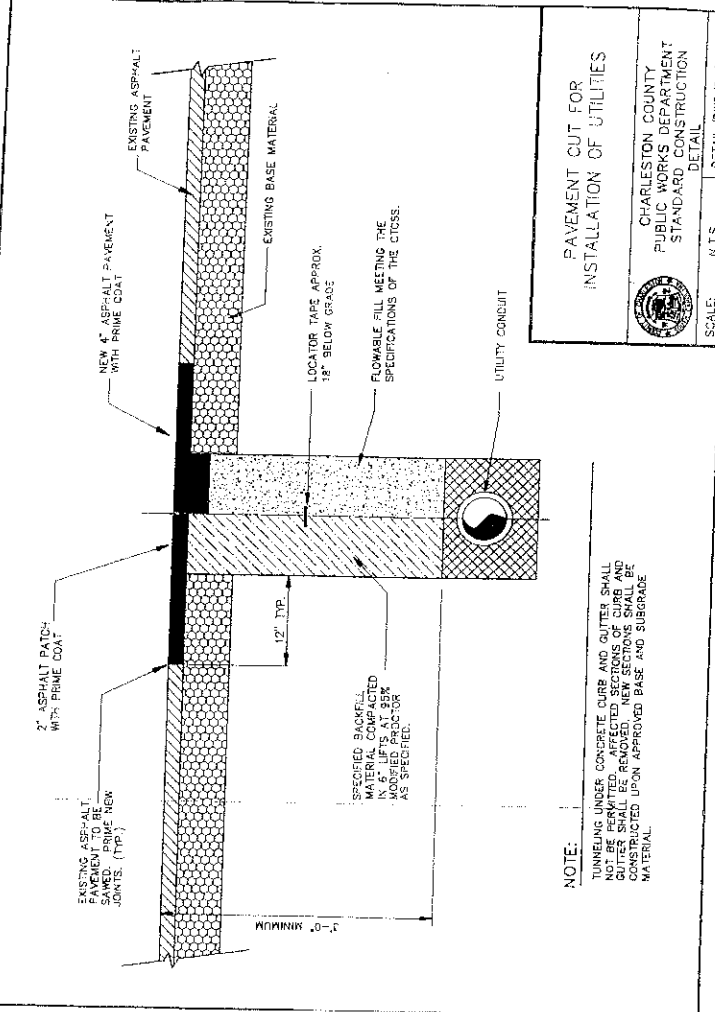 2" ASPHALT PATCH
WITH PRIME COAT
NEW 4" ASPHALT PAVEMENT
WITH PRIME COAT
EXISTING ASPHALT
PAVEMENT
EXISTING ASPHALT
PAVEMENT TO BE
SAWED. PRIME NEW
JOINTS. (TYP.)
EXISTING BASE MATERIAL
12" TYP.
LOCATOR TAPE APPROX.
18" BELOW GRADE
3'-0" MINIMUM
SPECIFIED BACKFILL
MATERIAL COMPACTED
IN 6" LIFTS AT 95%
MODIFIED PROCTOR
AS SPECIFIED.
FLOWABLE FILL MEETING THE
SPECIFICATIONS OF THE CTOSS.
UTILITY CONDUIT
NOTE:
TUNNELING UNDER CONCRETE CURB AND GUTTER SHALL
NOT BE PERMITTED. AFFECTED SECTIONS OF CURB AND
GUTTER SHALL BE REMOVED. NEW SECTIONS SHALL BE
CONSTRUCTED UPON APPROVED BASE AND SUBGRADE
MATERIAL.
PAVEMENT CUT FOR
INSTALLATION OF UTILITIES
CHARLESTON COUNTY
PUBLIC WORKS DEPARTMENT
STANDARD CONSTRUCTION
DETAIL
SCALE: N.T.S.